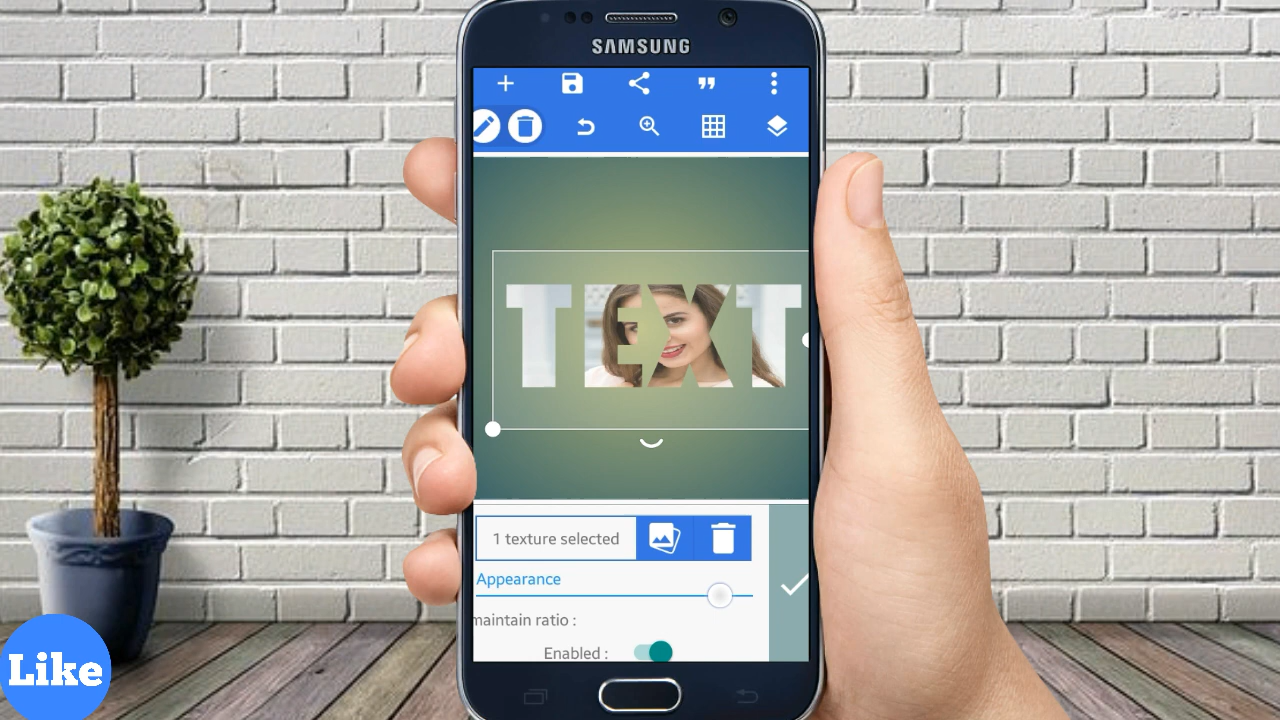 SAMSUNG
TEXT
1 texture selected
Appearance
maintain ratio :
Enabled :
Like